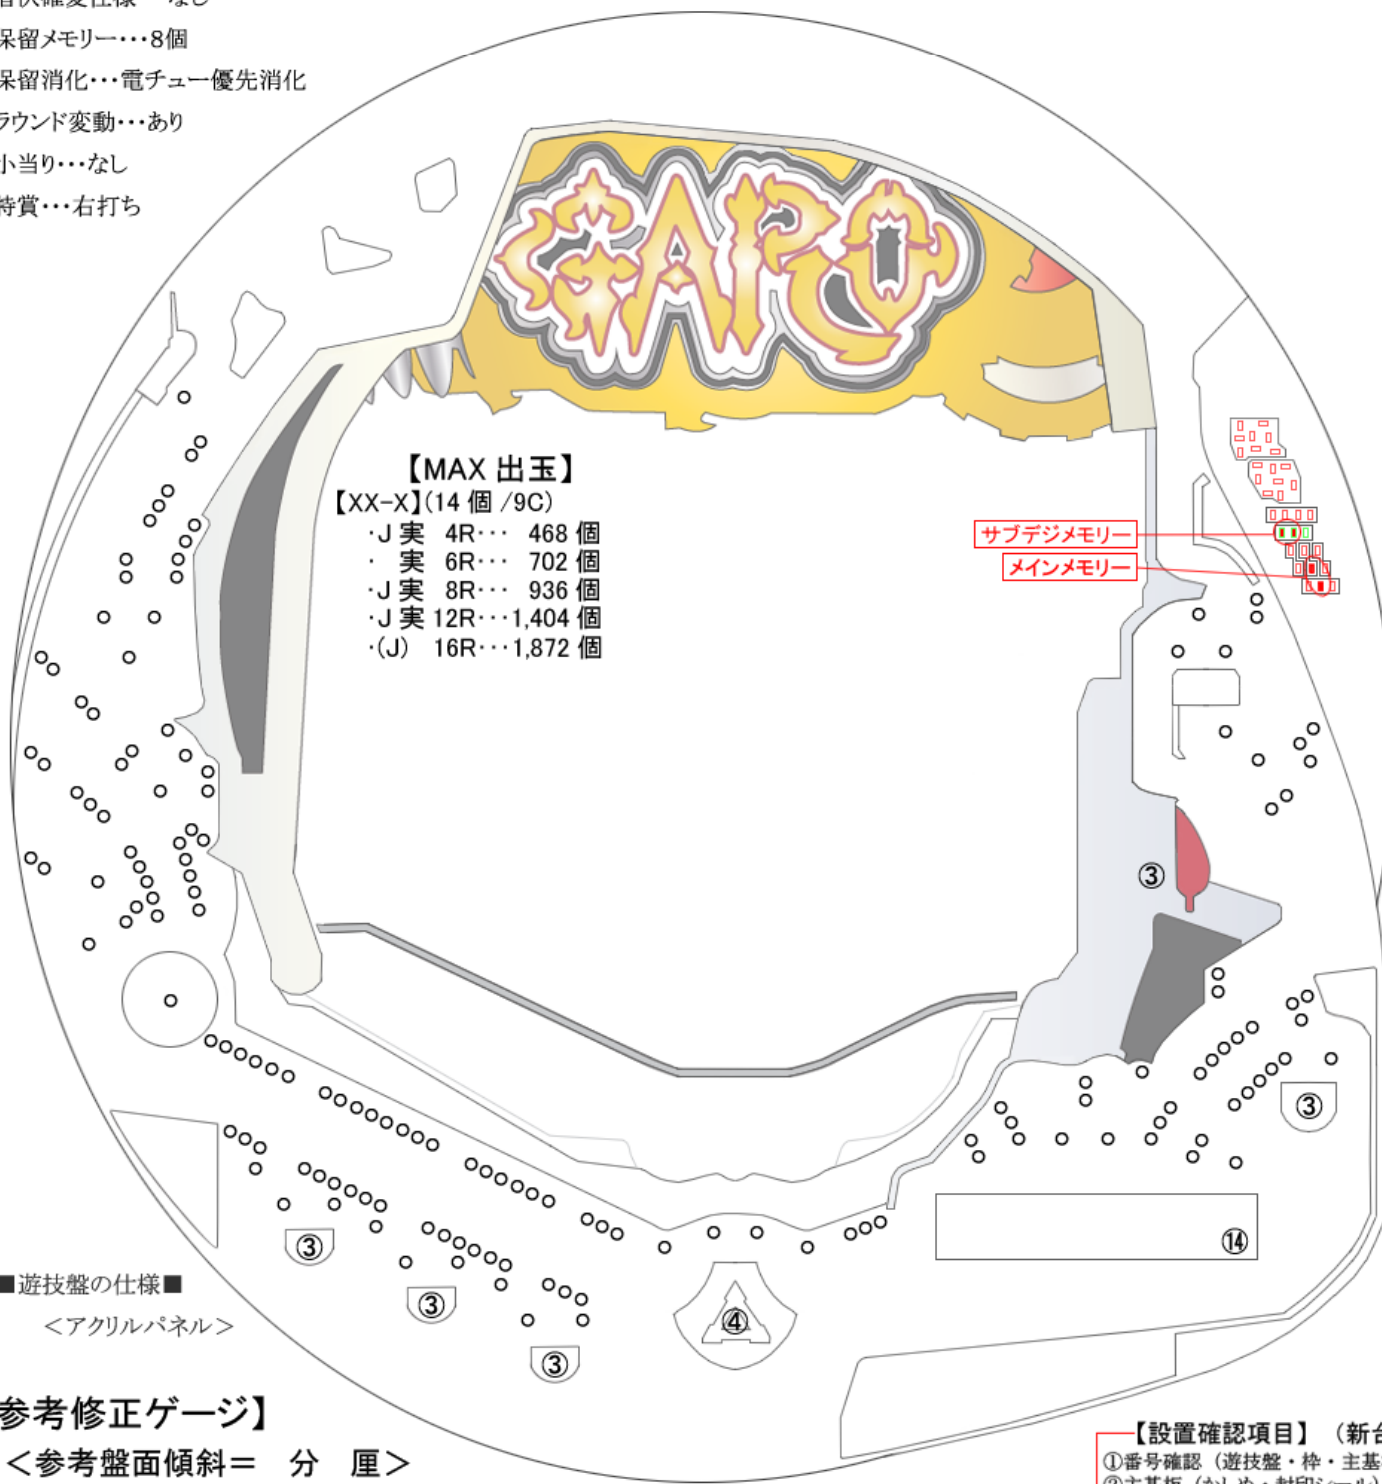 なし
保留メモリー･･･8個
保留消化･･･電チュー優先消化
ラウンド変動･･･あり
小当り･･･なし
特賞･･･右打ち
GARO
【MAX 出玉】
【XX-X】(14 個 /9C)
･J 実 4R･･･ 468 個
･ 実 6R･･･ 702 個
･J 実 8R･･･ 936 個
･J 実 12R･･･1,404 個
･(J) 16R･･･1,872 個
サブデジメモリー
メインメモリー
③
③
⑭
③
③
③
④
■遊技盤の仕様■
＜アクリルパネル＞
参考修正ゲージ】
＜参考盤面傾斜＝ 分 厘＞
【設置確認項目】 （新台
①番号確認（遊技盤・枠・主基